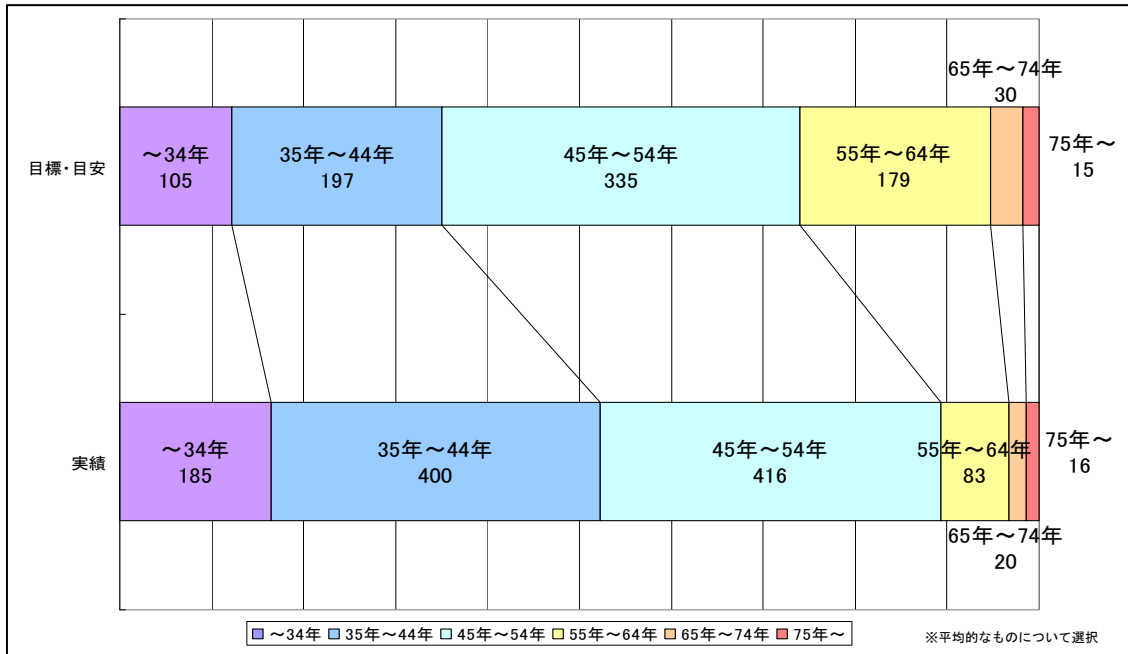 65年～74年
30
目標・目安
～34年
105
35年～44年
197
45年～54年
335
55年～64年
179
75年～
15
実績
～34年
185
35年～44年
400
45年～54年
416
55年～64年
83
75年～
16
65年～74年
20
～34年 35年～44年 45年～54年 55年～64年 65年～74年 75年～
※平均的なものについて選択